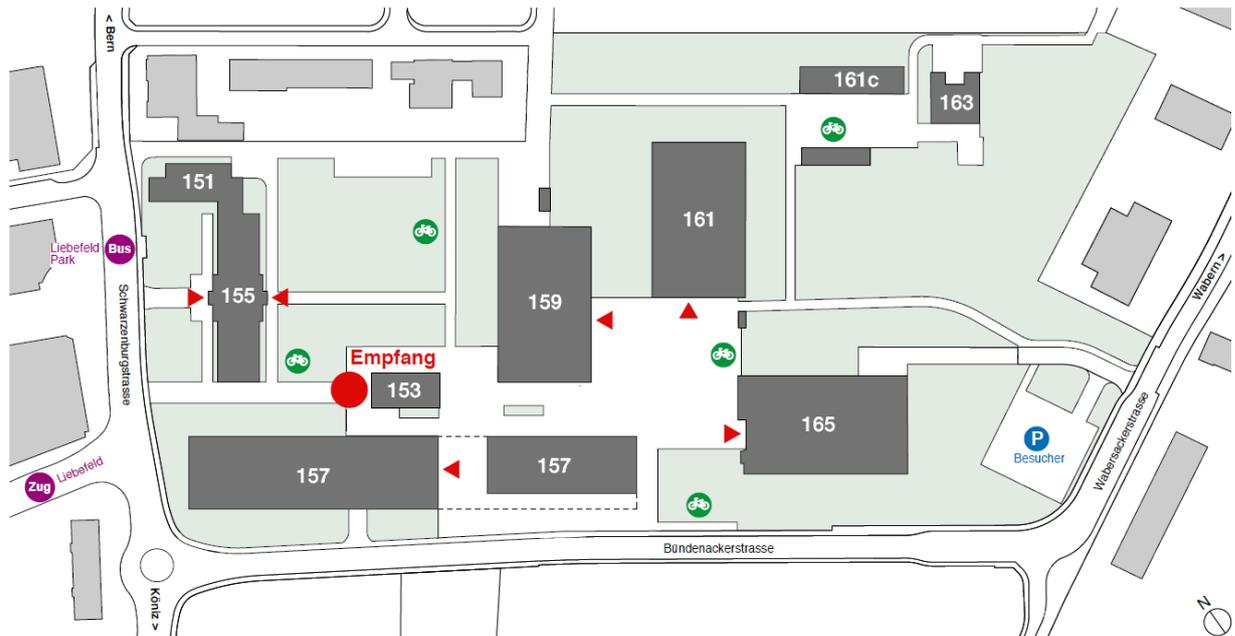 < Bern
161c
163
151
161
Liebefeld
Park
Bus
155
159
Wabern >
Schwarzenburgstrasse
Empfang
153
165
P
Besucher
Wabersackerstrasse
157
157
Zug
Liebefeld
Bündenackerstrasse
Köniz >
N